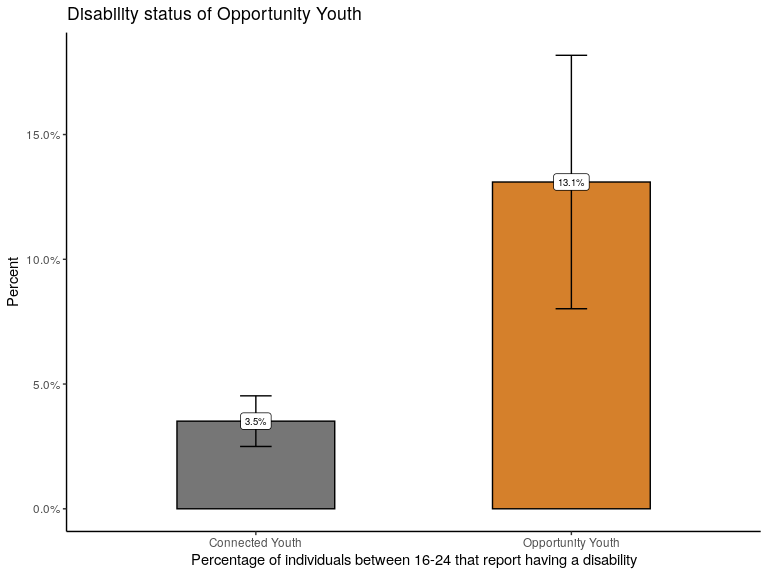 Disability status of Opportunity Youth
Percent
15.0%
10.0%
5.0%
0.0%
13.1%
3.5%
Connected Youth
Opportunity Youth
Percentage of individuals between 16-24 that report having a disability